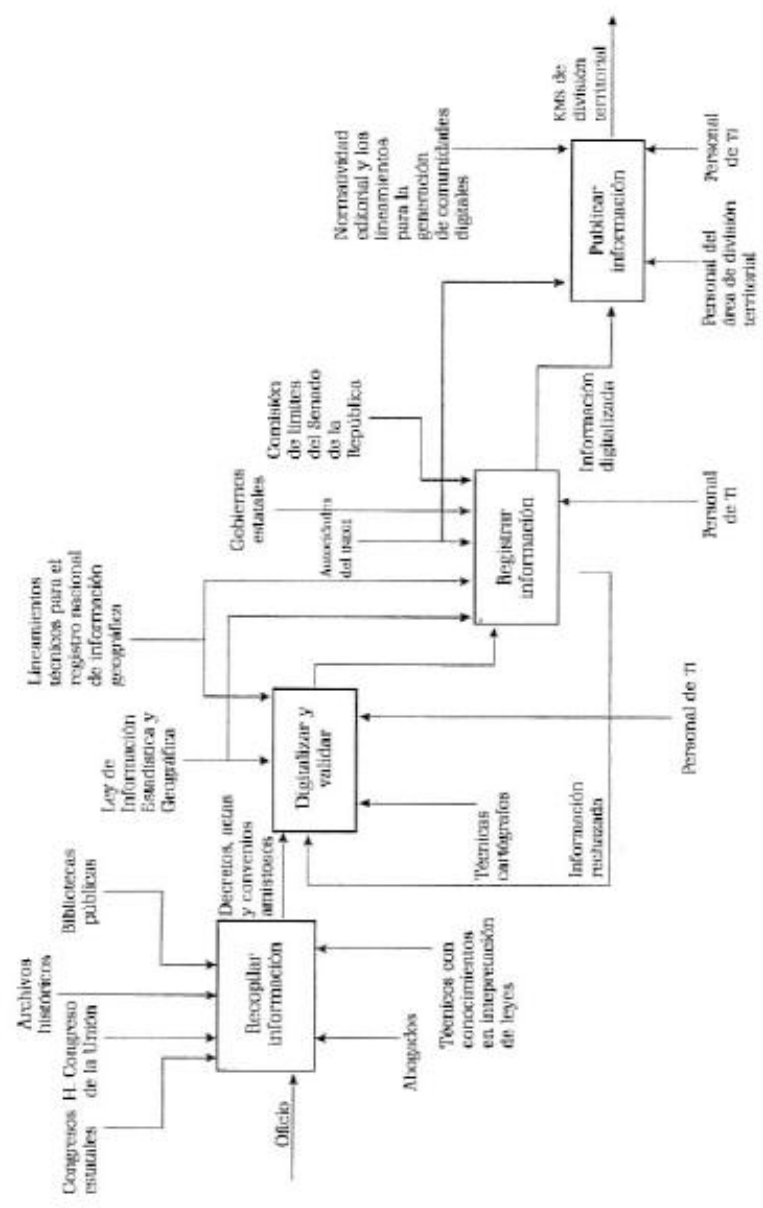 Congresos
estatales
H. Congreso
de la Unión
Archivos
históricos
Bibliotecas
públicas
Oficio
Recopilar
información
Abogados
Técnicos con
conocimientos
en intepretación
de leyes
Decretos, actas
y convenios
amistosos
Ley de
Información
Estadística y
Geográfica
Lineamientos
técnicos para el
registro nacional
de información
geográfica
Digitalizar y
validar
Técnicas
cartógrafos
Personal de TI
Información
rechazada
Autoridades
del
Gobiernos
estatales
Comisión
de límites
del Senado
de la
República
Registrar
información
Personal
de TI
Información
digitalizada
Normatividad
editorial y los
lineamientos
para la
generación
de comunidades
digitales
Publicar
información
Personal del
área de división
territorial
Personal
de TI
KMS de
división
territorial